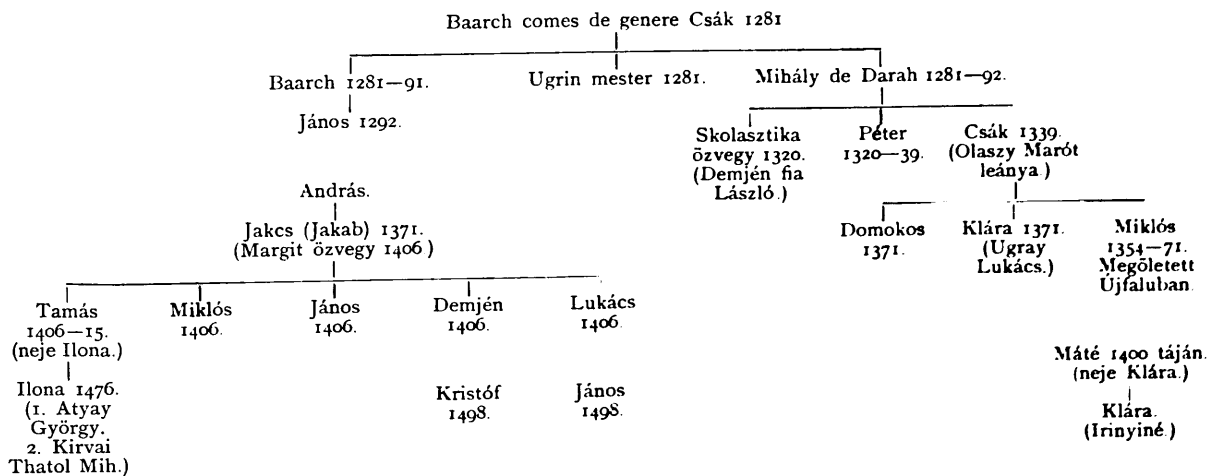 Baarch comes de genere Csák 1281
Baarch 1281—91.
Ugrin mester 1281.
Mihály de Darah 1281—92.
János 1292.
Skolasztika
özvegy 1320.
(Demjén fia
László.)
Péter
1320—39.
Csák 1339.
(Olaszy Marót
leánya.)
András.
Jakcs (Jakab) 1371.
(Margit özvegy 1406)
Domokos
1371.
Klára 1371.
(Ugray
Lukács.)
Miklós
1354—71.
Megöletett
Újfaluban.
Tamás
1406—15.
(neje Ilona.)
Miklós
1406.
János
1406.
Demjén
1406.
Lukács
1406.
Máté 1400 táján.
(neje Klára.)
Ilona 1476.
(1. Atyay
György.
2. Kirvai
Thatol Mih.)
Kristóf
1498.
János
1498.
Klára.
(Irinyiné.)